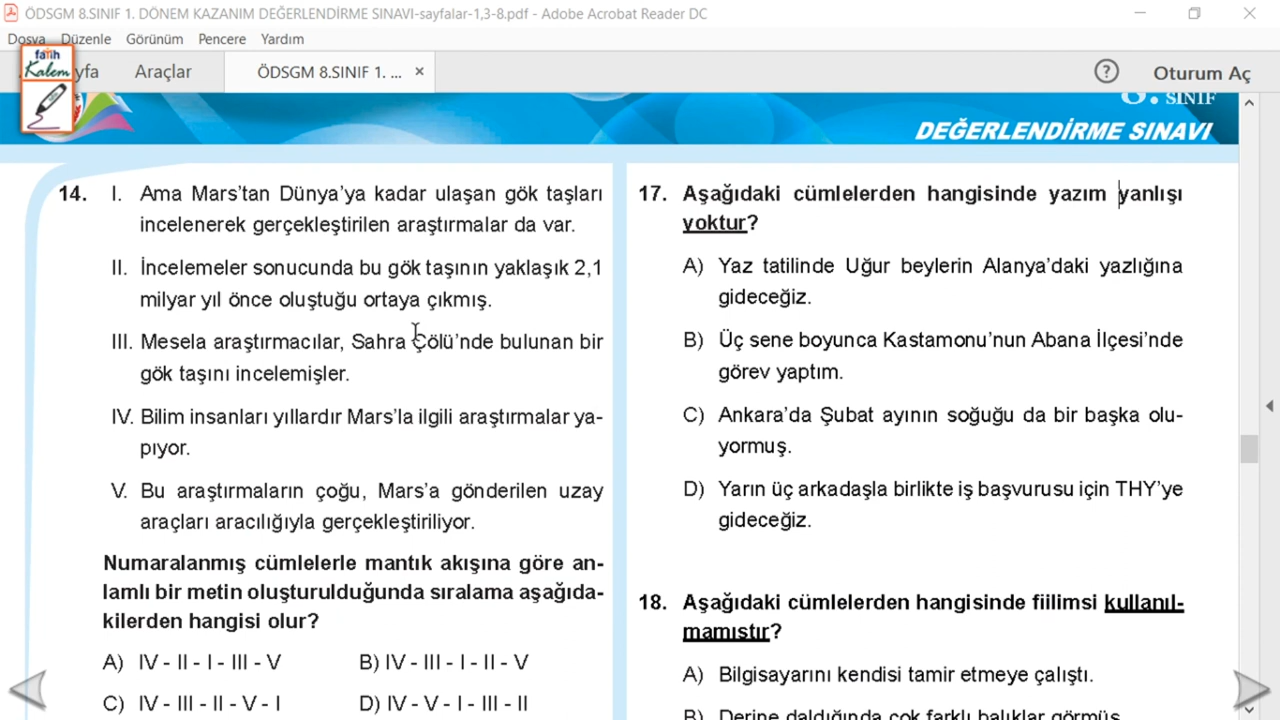 ÖDSGM 8.SINIF 1. DÖNEM KAZANIM DEĞERLENDİRME SINAVI-sayfalar-1,3-8.pdf - Adobe Acrobat Reader DC
Dosya Düzenle Görünüm Pencere Yardım
fatih
Kalem
yfa Araçlar ÖDSGM 8.SINIF 1. ... × ? Oturum Aç
8. SINIF
DEĞERLENDİRME SINAVI
14. I. Ama Mars'tan Dünya'ya kadar ulaşan gök taşları
incelenerek gerçekleştirilen araştırmalar da var.
II. İncelemeler sonucunda bu gök taşının yaklaşık 2,1
milyar yıl önce oluştuğu ortaya çıkmış.
III. Mesela araştırmacılar, Sahra Çölü'nde bulunan bir
gök taşını incelemişler.
IV. Bilim insanları yıllardır Mars'la ilgili araştırmalar ya-
pıyor.
V. Bu araştırmaların çoğu, Mars'a gönderilen uzay
araçları aracılığıyla gerçekleştiriliyor.
Numaralanmış cümlelerle mantık akışına göre an-
lamlı bir metin oluşturulduğunda sıralama aşağıda-
kilerden hangisi olur?
A) IV - II - I - III - V B) IV - III - I - II - V
C) IV - III - II - V - I D) IV - V - I - III - II
17. Aşağıdaki cümlelerden hangisinde yazım yanlışı
yoktur?
A) Yaz tatilinde Uğur beylerin Alanya'daki yazlığına
gideceğiz.
B) Üç sene boyunca Kastamonu'nun Abana İlçesi'nde
görev yaptım.
C) Ankara'da Şubat ayının soğuğu da bir başka olu-
yormuş.
D) Yarın üç arkadaşla birlikte iş başvurusu için THY'ye
gideceğiz.
18. Aşağıdaki cümlelerden hangisinde fiilimsi kullanıl-
mamıştır?
A) Bilgisayarını kendisi tamir etmeye çalıştı.
B) Derine daldığında çok farklı balıklar görmüş